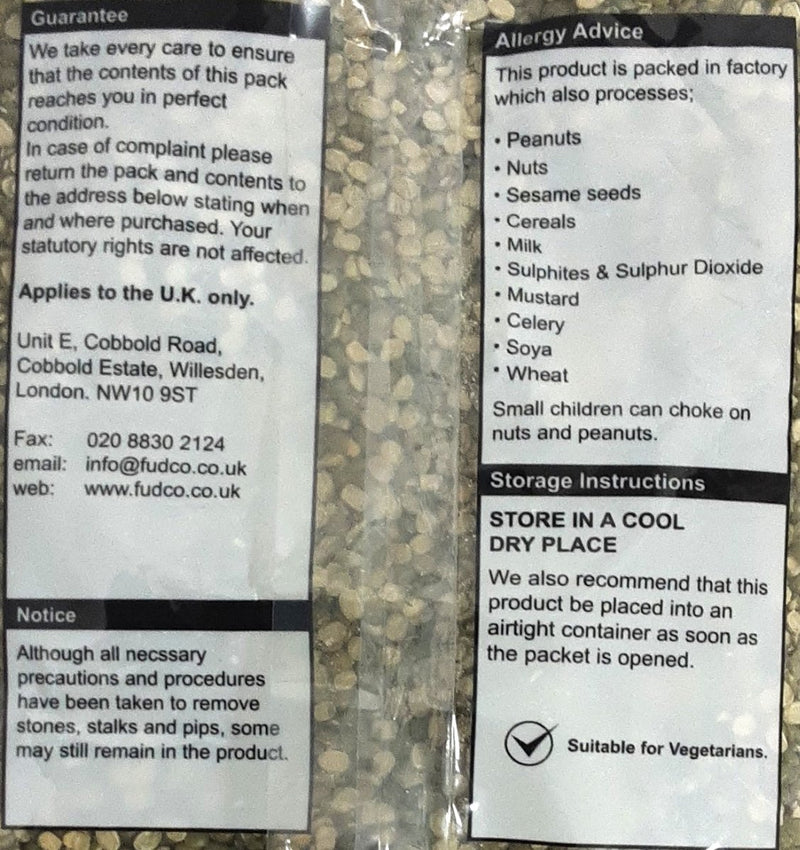 Guarantee
We take every care to ensure
that the contents of this pack
reaches you in perfect
condition.
In case of complaint please
return the pack and contents to
the address below stating when
and where purchased. Your
statutory rights are not affected.
Applies to the U.K. only.
Unit E, Cobbold Road,
Cobbold Estate, Willesden,
London. NW10 9ST
Fax: 020 8830 2124
email: info@fudco.co.uk
web: www.fudco.co.uk
Notice
Although all necssary
precautions and procedures
have been taken to remove
stones, stalks and pips, some
may still remain in the product.
Allergy Advice
This product is packed in factory
which also processes;
• Peanuts
• Nuts
• Sesame seeds
• Cereals
• Milk
• Sulphites & Sulphur Dioxide
• Mustard
• Celery
• Soya
• Wheat
Small children can choke on
nuts and peanuts.
Storage Instructions
STORE IN A COOL
DRY PLACE
We also recommend that this
product be placed into an
airtight container as soon as
the packet is opened.
Suitable for Vegetarians.